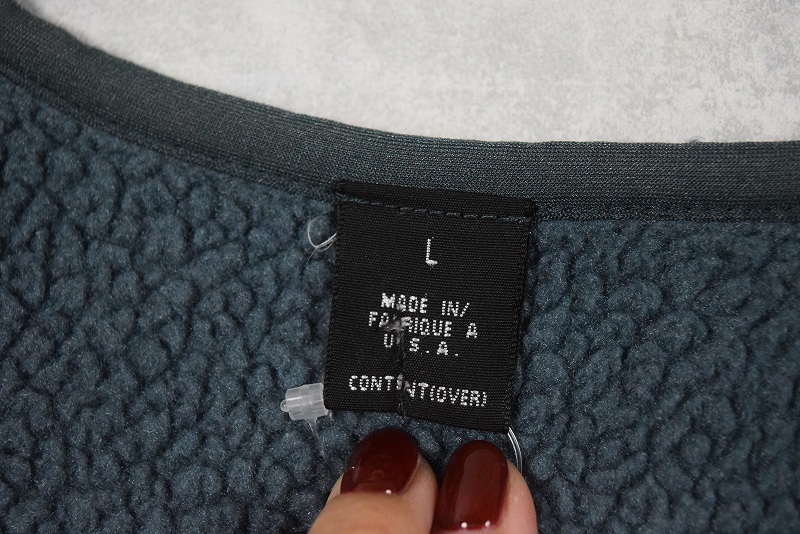 L
MADE IN/
FABRIQUE A
U.S.A.
CONTENT(OVER)